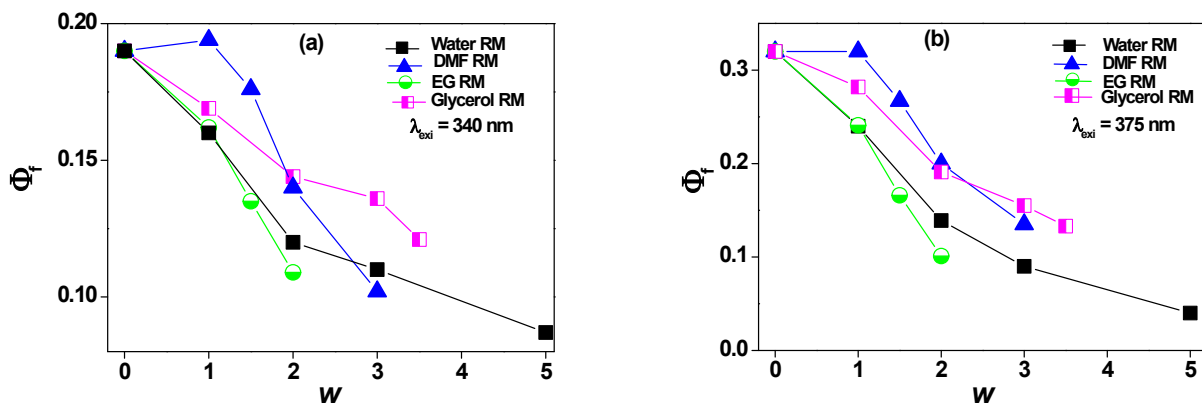 (a)
Water RM
DMF RM
EG RM
Glycerol RM
λexi = 340 nm
Φf
0.20
0.15
0.10
0 1 2 3 4 5
w
(b)
Water RM
DMF RM
EG RM
Glycerol RM
λexi = 375 nm
Φf
0.3
0.2
0.1
0.0
0 1 2 3 4 5
w